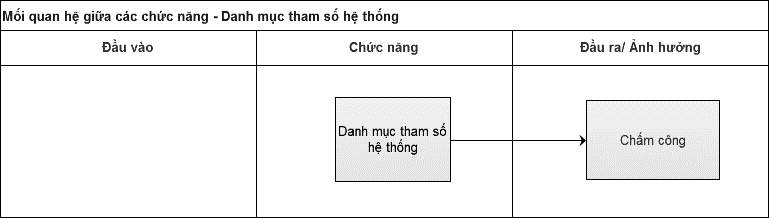 Mối quan hệ giữa các chức năng - Danh mục tham số hệ thống
Đầu vào
Chức năng
Đầu ra/ Ảnh hưởng
Danh mục tham số
hệ thống
Chấm công